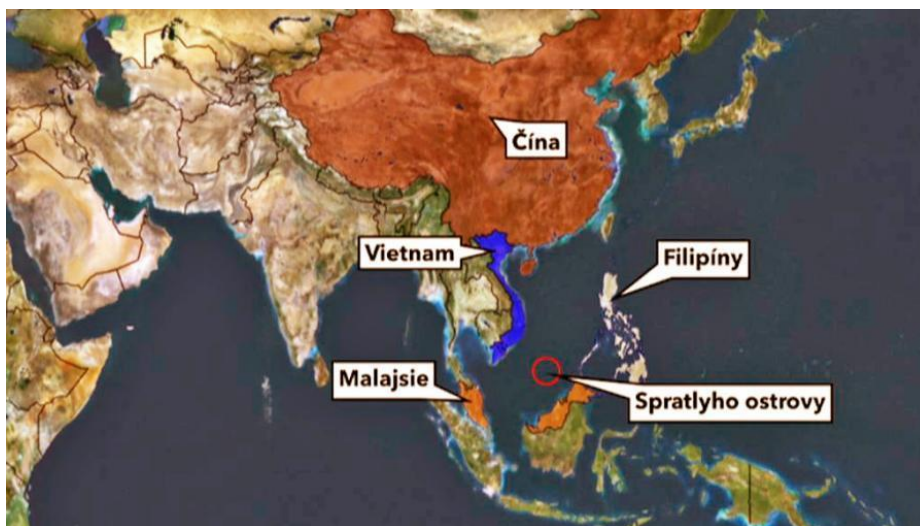 Čína
Vietnam
Filipíny
Malajsie
Spratlyho ostrovy